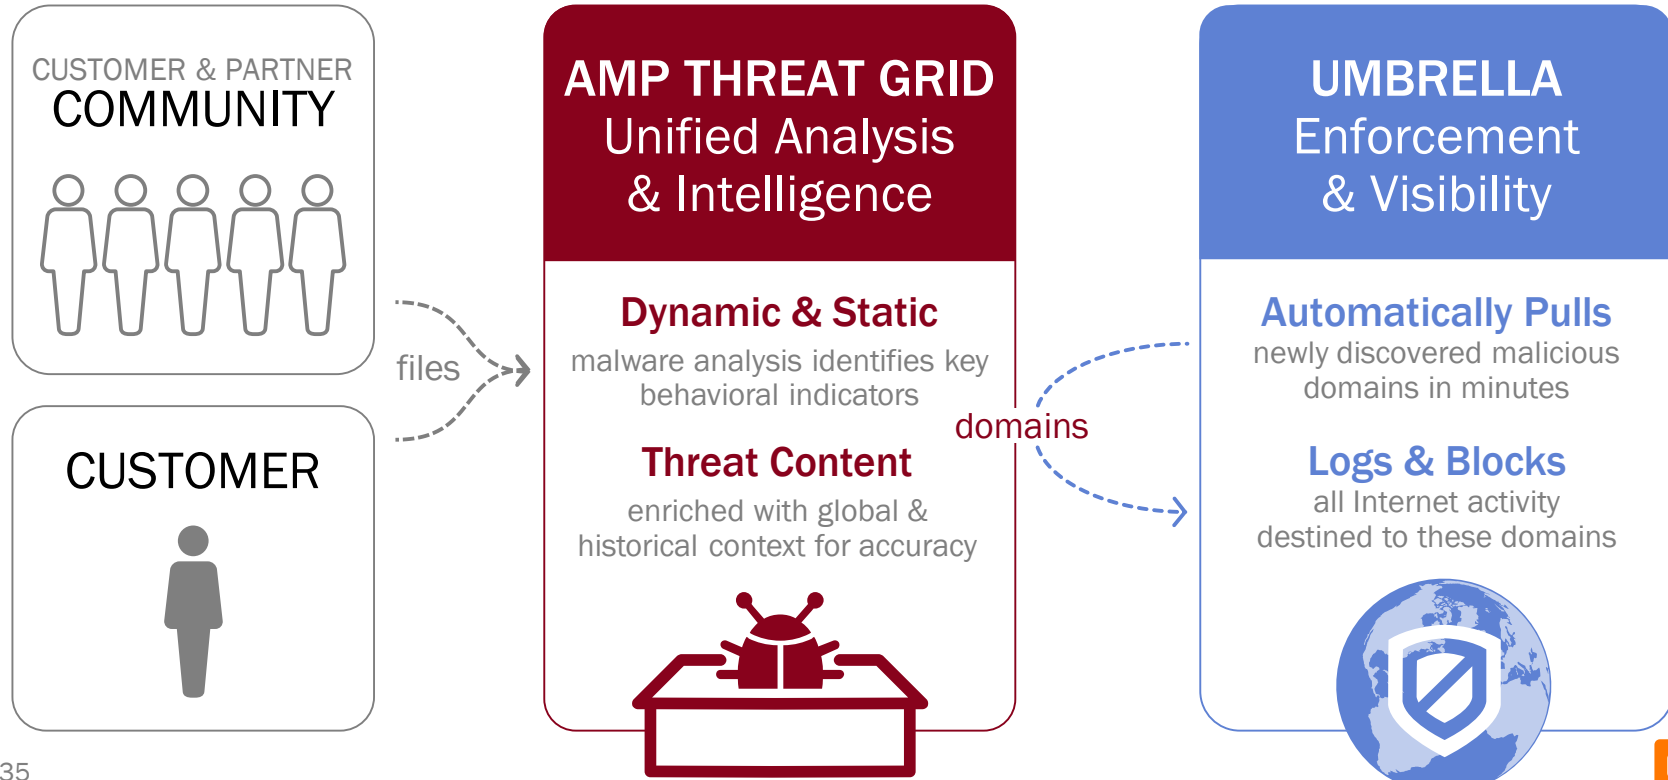 CUSTOMER & PARTNER
COMMUNITY
CUSTOMER
files
AMP THREAT GRID
Unified Analysis
& Intelligence
Dynamic & Static
malware analysis identifies key
behavioral indicators
Threat Content
enriched with global &
historical context for accuracy
domains
UMBRELLA
Enforcement
& Visibility
Automatically Pulls
newly discovered malicious
domains in minutes
Logs & Blocks
all Internet activity
destined to these domains
35